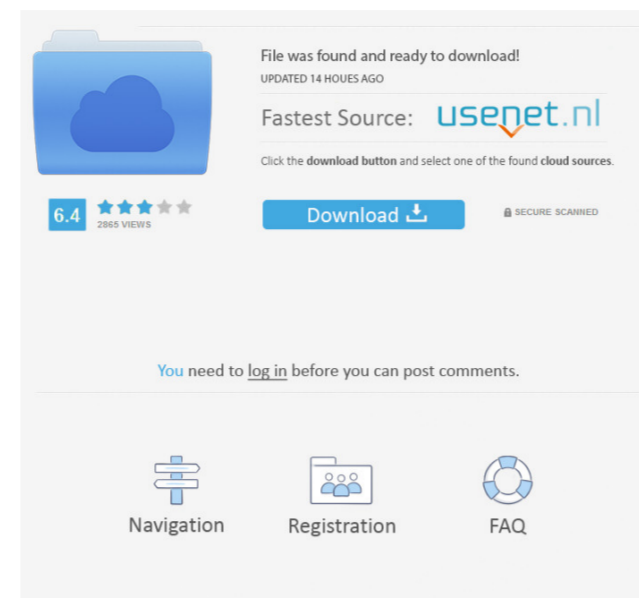 File was found and ready to download!
UPDATED 14 HOUES AGO
Fastest Source: usenet.nl
Click the download button and select one of the found cloud sources.
6.4
2865 VIEWS
Download
SECURE SCANNED
You need to log in before you can post comments.
Navigation
Registration
FAQ